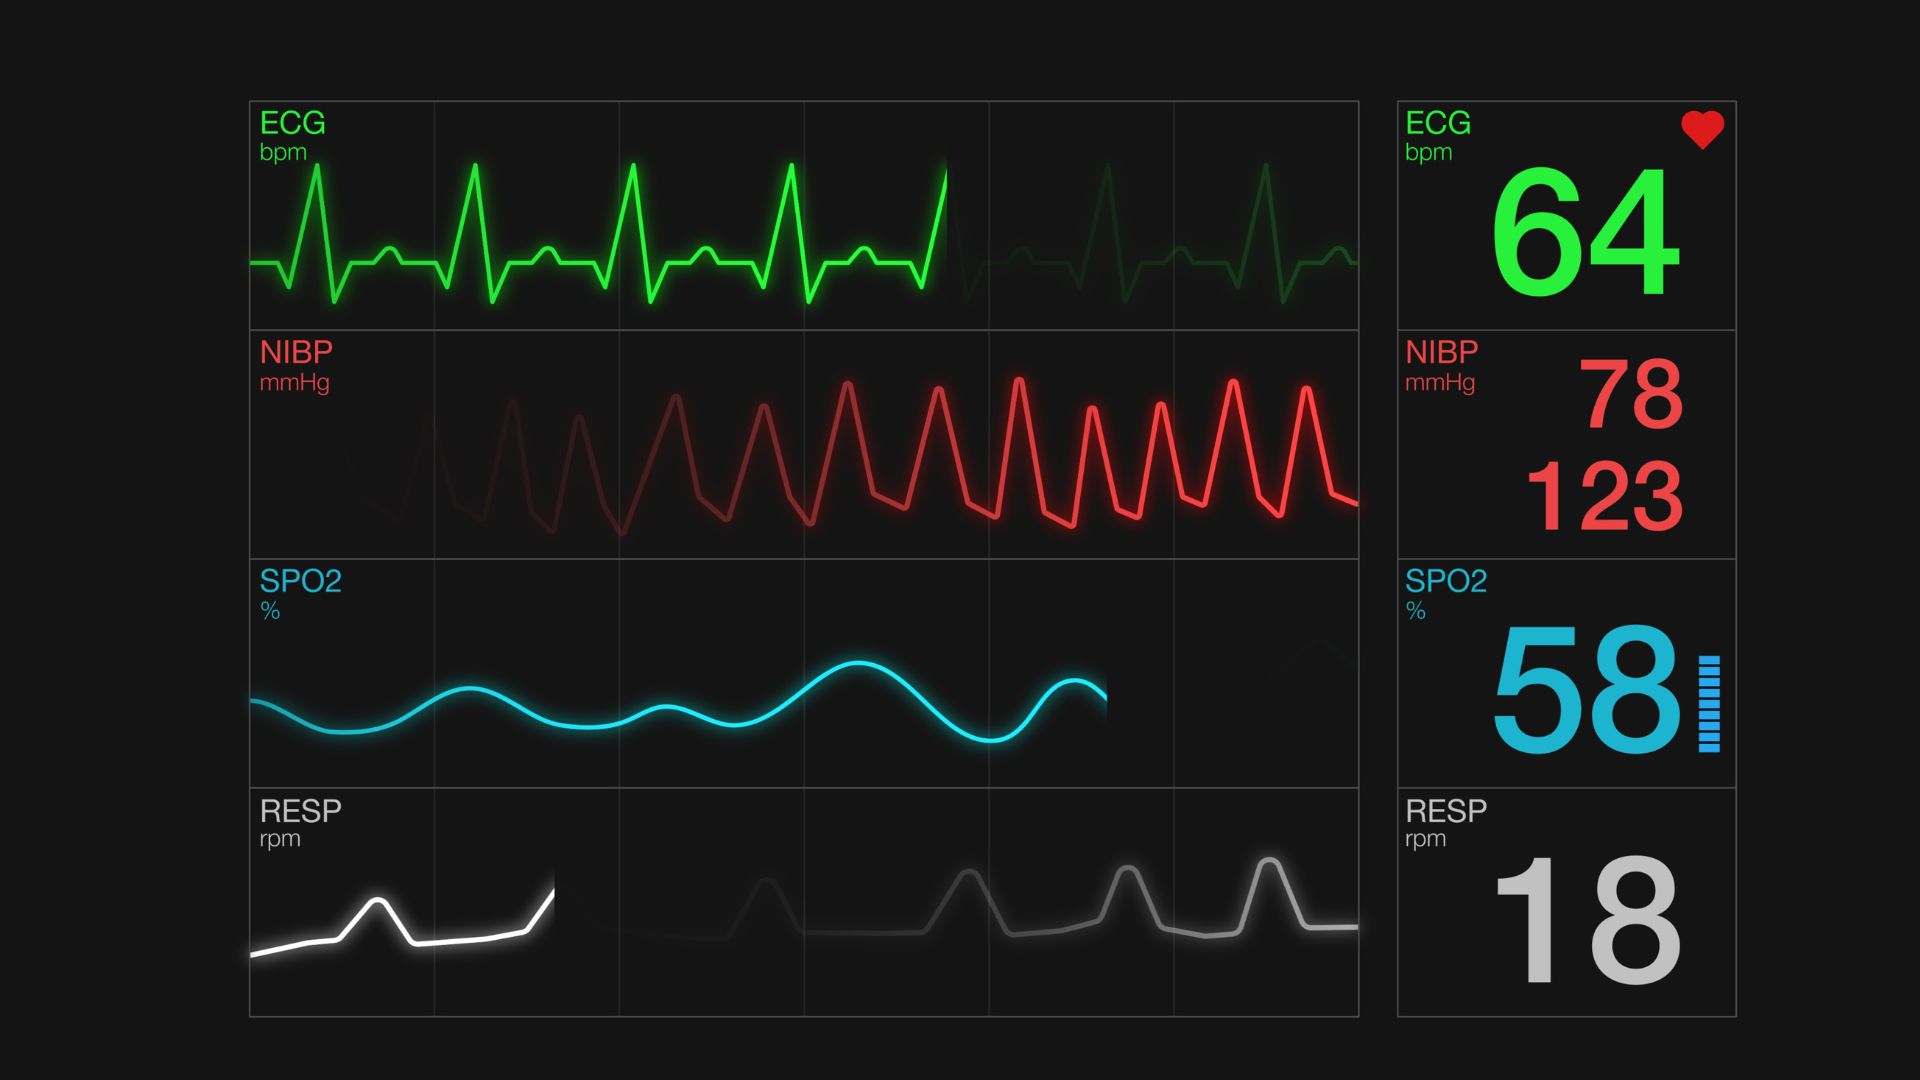 ECG
bpm
NIBP
mmHg
SPO2
%
RESP
rpm
ECG
bpm
64
NIBP
mmHg
78
123
SPO2
%
58
RESP
rpm
18